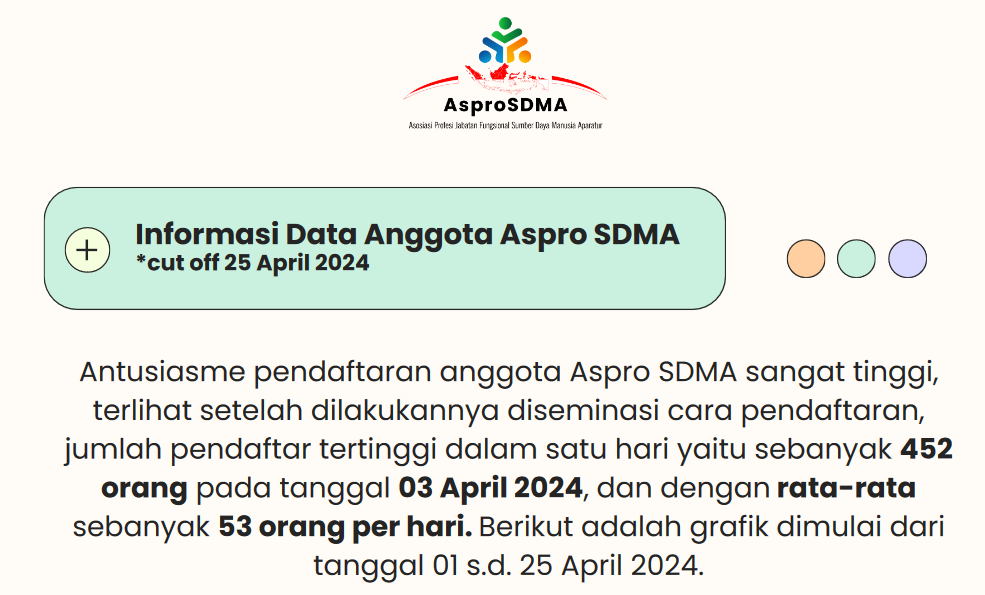 AsproSDMA
Asosiasi Profesi Jabatan Fungsional Sumber Daya Manusia Aparatur
Informasi Data Anggota Aspro SDMA
*cut off 25 April 2024
Antusiasme pendaftaran anggota Aspro SDMA sangat tinggi,
terlihat setelah dilakukannya diseminasi cara pendaftaran,
jumlah pendaftar tertinggi dalam satu hari yaitu sebanyak 452
orang pada tanggal 03 April 2024, dan dengan rata-rata
sebanyak 53 orang per hari. Berikut adalah grafik dimulai dari
tanggal 01 s.d. 25 April 2024.